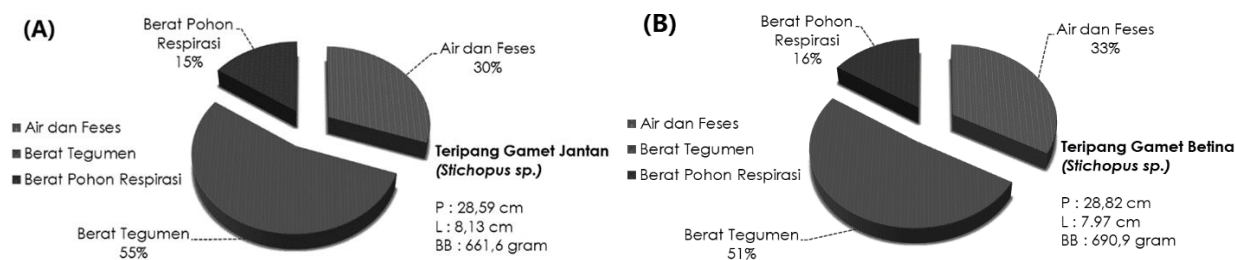 (A)
Berat Pohon
Respirasi
15%
Air dan Feses
30%
Air dan Feses
Berat Tegumen
Berat Pohon Respirasi
Teripang Gamet Jantan
(Stichopus sp.)
P : 28,59 cm
L : 8,13 cm
BB : 661,6 gram
Berat Tegumen
55%
(B)
Berat Pohon
Respirasi
16%
Air dan Feses
33%
Air dan Feses
Berat Tegumen
Berat Pohon Respirasi
Teripang Gamet Betina
(Stichopus sp.)
P : 28,82 cm
L : 7.97 cm
BB : 690,9 gram
Berat Tegumen
51%